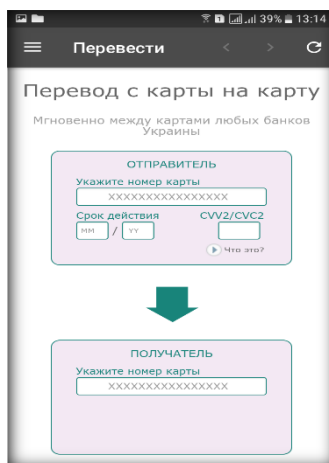 39% 13:14
Перевести
Перевод с карты на карту
Мгновенно между картами любых банков
Украины
ОТПРАВИТЕЛЬ
Укажите номер карты
XXXXXXXXXXXXXXXX
Срок действия CVV2/CVC2
MM / YY
Что это?
ПОЛУЧАТЕЛЬ
Укажите номер карты
XXXXXXXXXXXXXXXX